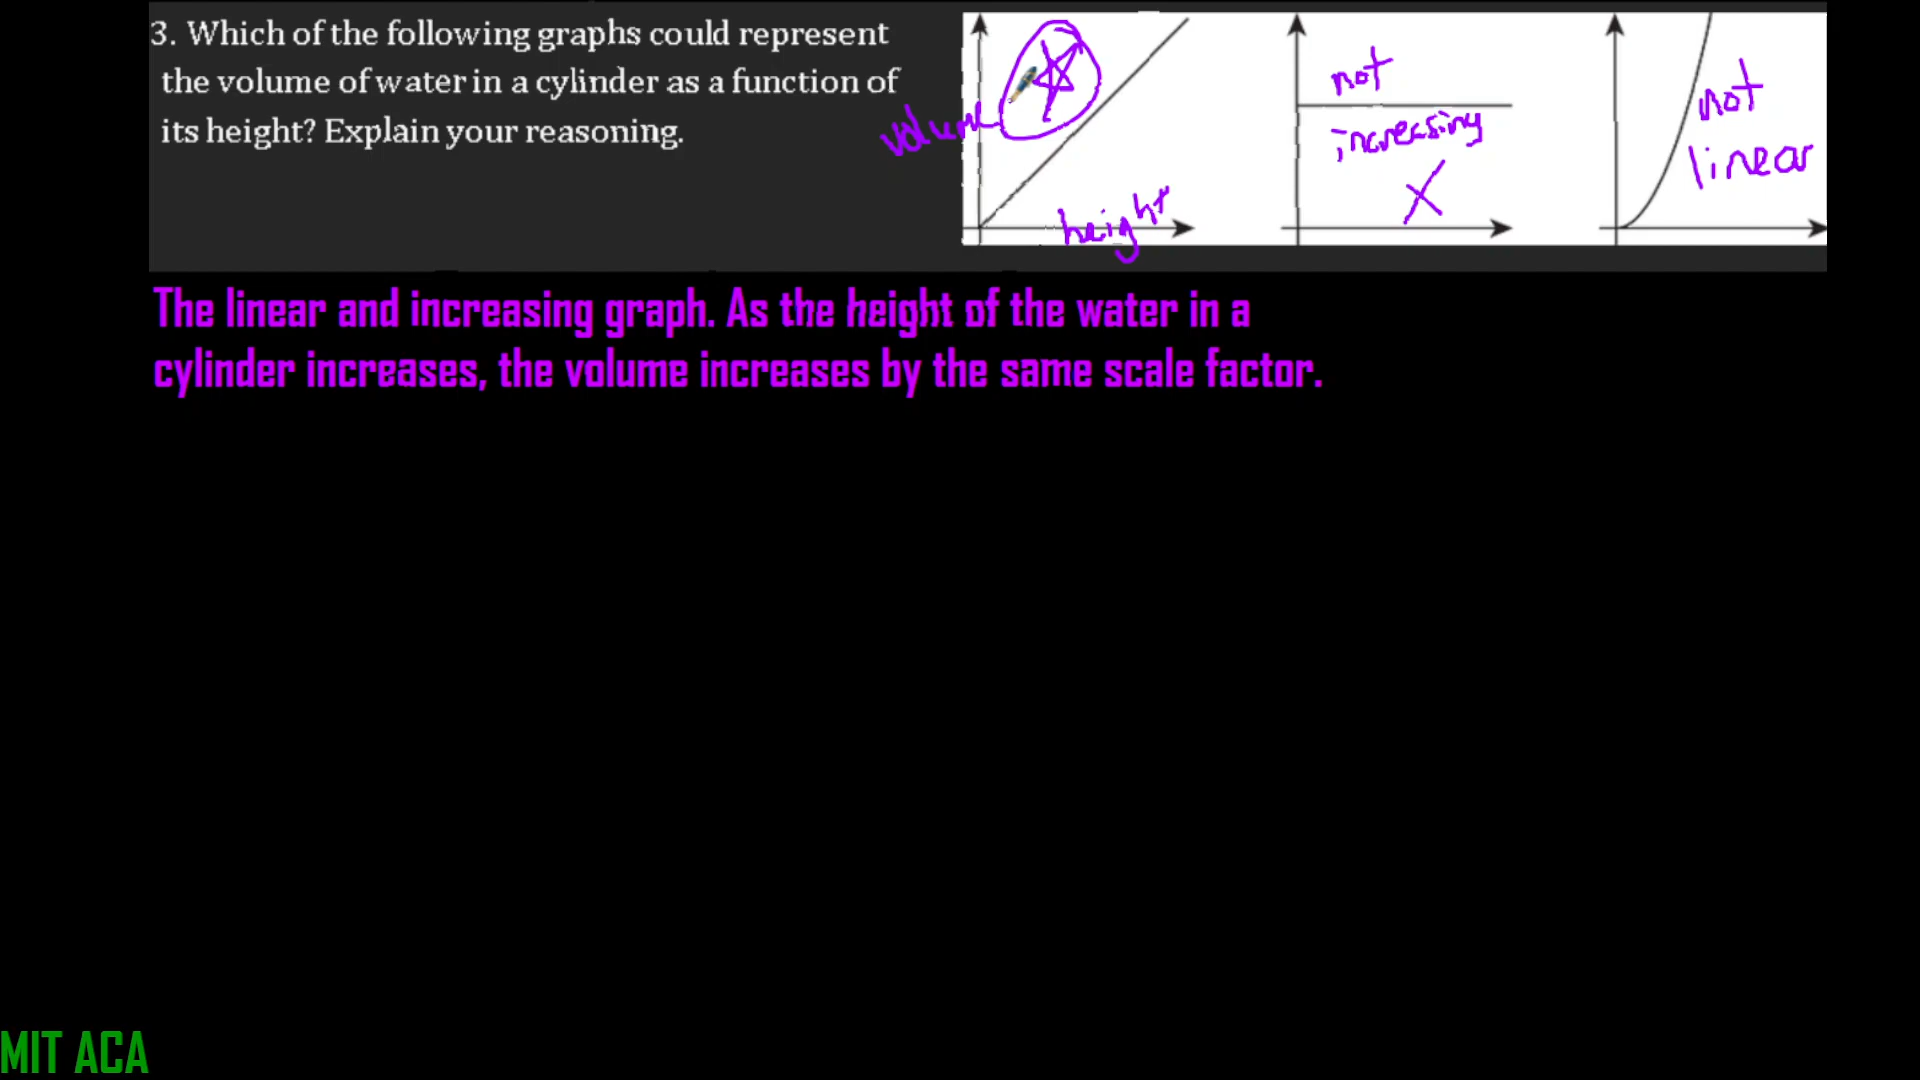 3. Which of the following graphs could represent
the volume of water in a cylinder as a function of
its height? Explain your reasoning.
volume
height
not
increasing
X
not
linear
The linear and increasing graph. As the height of the water in a
cylinder increases, the volume increases by the same scale factor.
MIT ACA